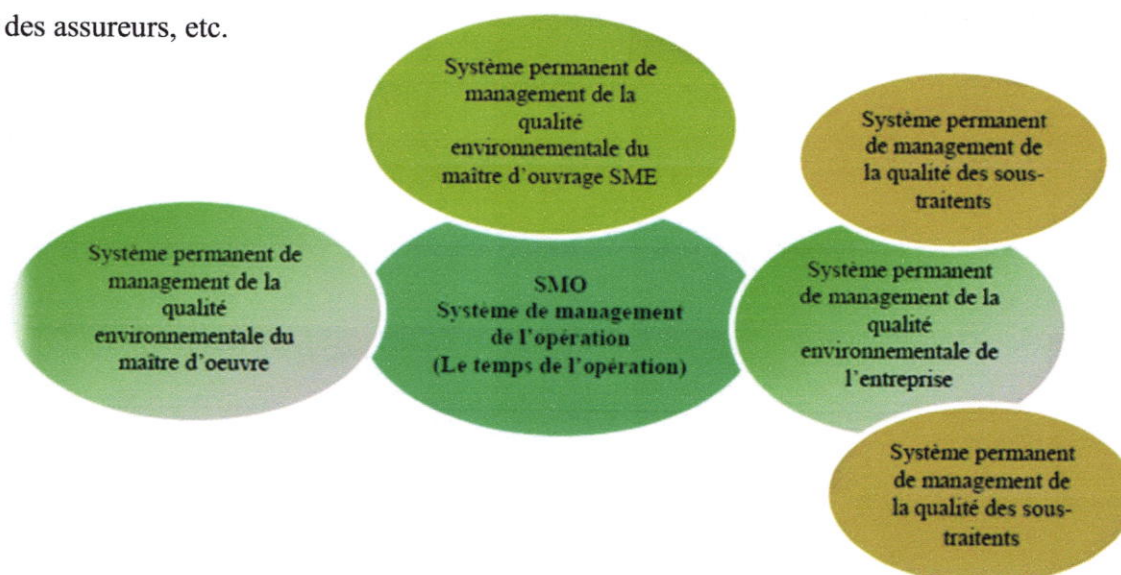 des assureurs, etc.
Système permanent de
management de la
qualité
environnementale du
maître d'ouvrage SME
Système permanent
de management de
la qualité des sous-
traitents
Système permanent de
management de la
qualité
environnementale du
maître d'oeuvre
SMO
Système de management
de l'opération
(Le temps de l'opération)
Système permanent
de management de la
qualité
environnementale de
l'entreprise
Système permanent
de management de
la qualité des sous-
traitents